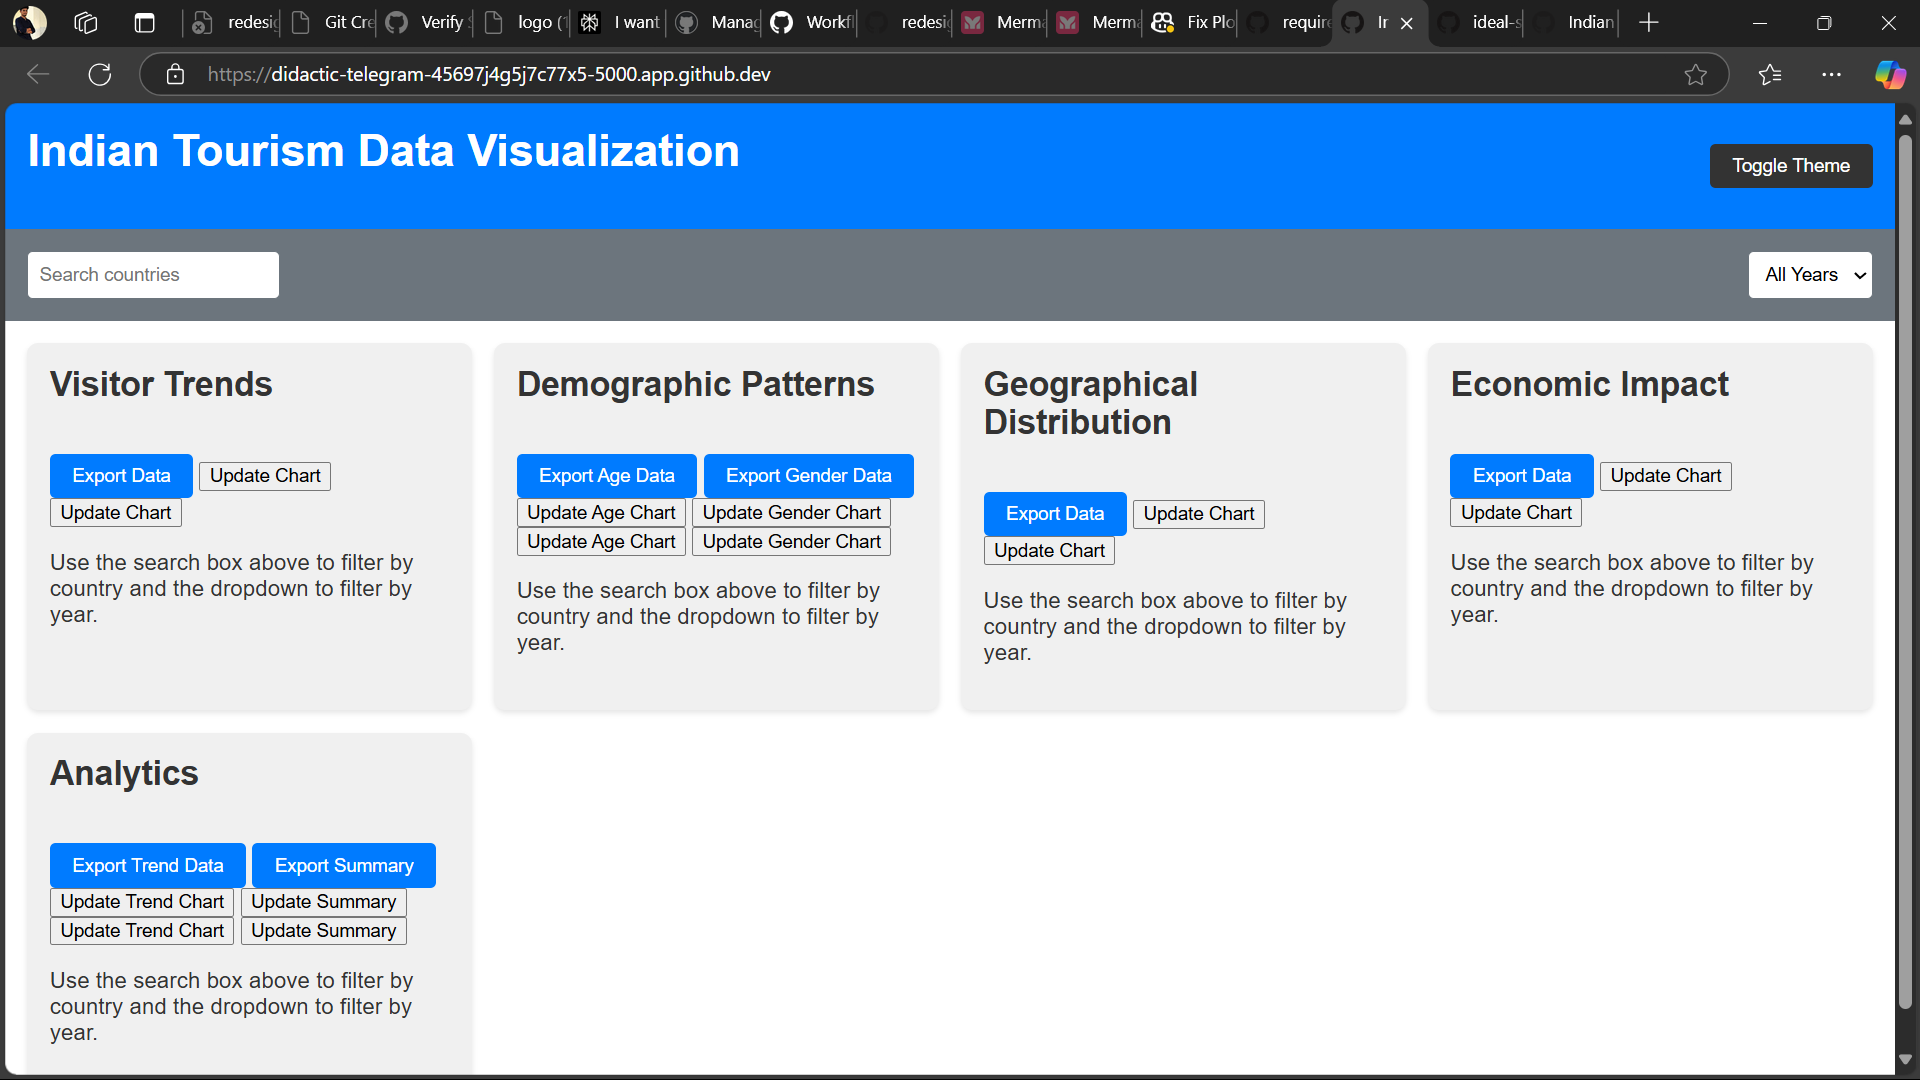 redesig
Git Cre
Verify S
logo (1
I want
Manag
Workfl
redesig
Merma
Merma
Fix Plo
require
Ir
ideal-s
Indian
https://didactic-telegram-45697j4g5j7c77x5-5000.app.github.dev
Indian Tourism Data Visualization
Toggle Theme
Search countries
All Years
Visitor Trends
Export Data Update Chart
Update Chart
Use the search box above to filter by
country and the dropdown to filter by
year.
Demographic Patterns
Export Age Data Export Gender Data
Update Age Chart Update Gender Chart
Update Age Chart Update Gender Chart
Use the search box above to filter by
country and the dropdown to filter by
year.
Geographical
Distribution
Export Data Update Chart
Update Chart
Use the search box above to filter by
country and the dropdown to filter by
year.
Economic Impact
Export Data Update Chart
Update Chart
Use the search box above to filter by
country and the dropdown to filter by
year.
Analytics
Export Trend Data Export Summary
Update Trend Chart Update Summary
Update Trend Chart Update Summary
Use the search box above to filter by
country and the dropdown to filter by
year.